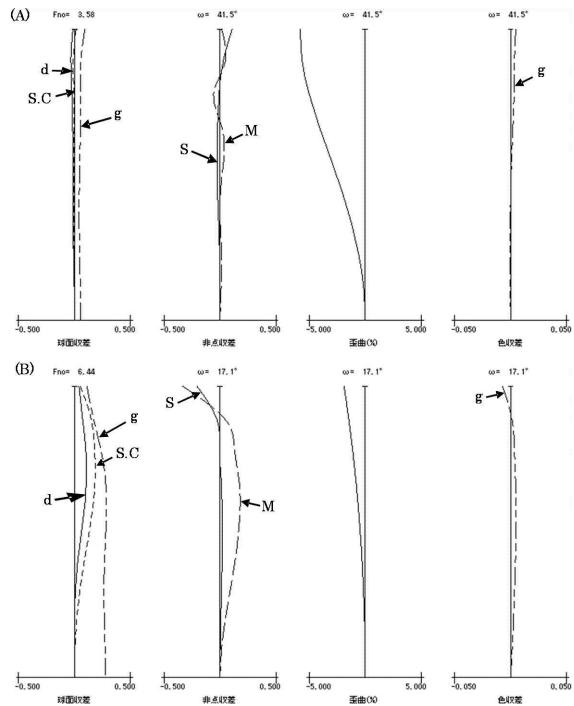 (A)
Fno= 3.58
ω= 41.5°
ω= 41.5°
ω= 41.5°
d
S.C
g
S
M
g
-0.500 0.500
球面収差
-0.500 0.500
非点収差
-5.000 5.000
歪曲(%)
-0.050 0.050
色収差
(B)
Fno= 6.44
ω= 17.1°
ω= 17.1°
ω= 17.1°
g
S.C
d
S
M
g
-0.500 0.500
球面収差
-0.500 0.500
非点収差
-5.000 5.000
歪曲(%)
-0.050 0.050
色収差